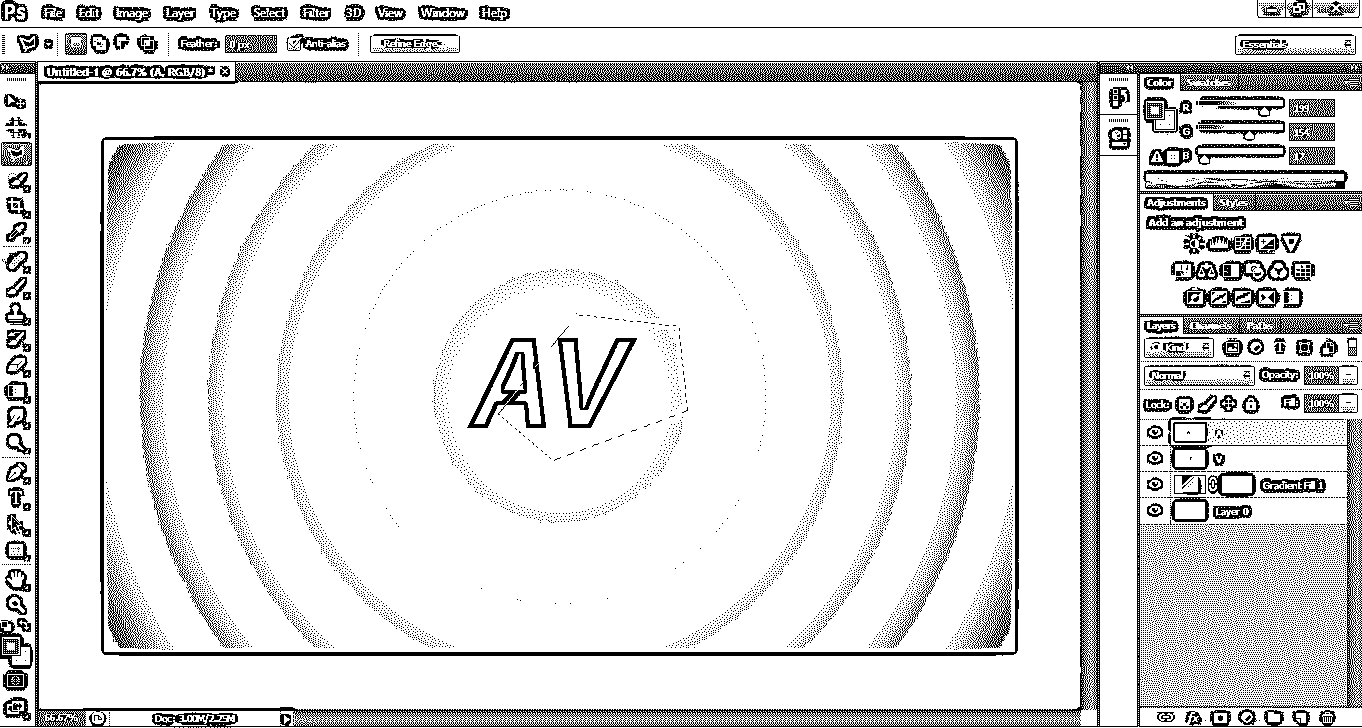 Ps File Edit Image Layer Type Select Filter 3D View Window Help
Feather: 0 px Anti-alias Refine Edge... Essentials
Untitled-1 @ 66.7% (A, RGB/8) * ×
Color
R
G
B
Adjustments Styles
Add an adjustment
AV
Layers Channels Paths
Kind
Normal Opacity: 100%
Lock: Fill: 100%
A
V
Gradient Fill 1
Layer 0
66.67% Doc: 3.00M/2.25M